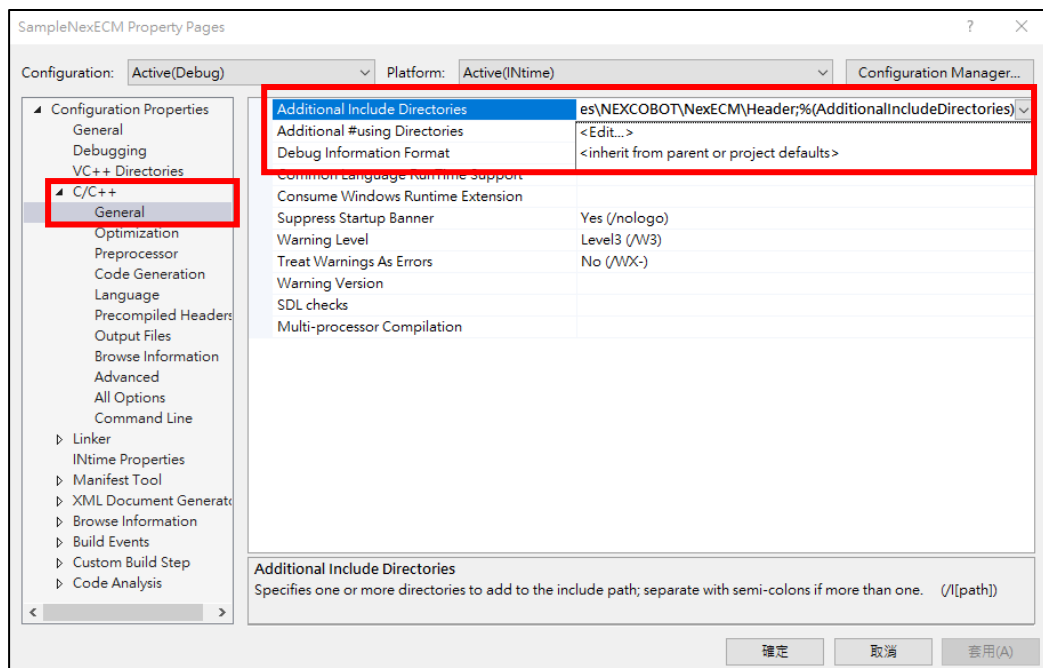 SampleNexECM Property Pages ? ×
Configuration: Active(Debug) Platform: Active(INtime) Configuration Manager...
Configuration Properties
General
Debugging
VC++ Directories
C/C++
General
Optimization
Preprocessor
Code Generation
Language
Precompiled Headers
Output Files
Browse Information
Advanced
All Options
Command Line
Linker
INtime Properties
Manifest Tool
XML Document Generato
Browse Information
Build Events
Custom Build Step
Code Analysis
Additional Include Directories es\NEXCOBOT\NexECM\Header;%(AdditionalIncludeDirectories)
Additional #using Directories <Edit...>
Debug Information Format <inherit from parent or project defaults>
Common Language RunTime Support
Consume Windows Runtime Extension
Suppress Startup Banner Yes (/nologo)
Warning Level Level3 (/W3)
Treat Warnings As Errors No (/WX-)
Warning Version
SDL checks
Multi-processor Compilation
Additional Include Directories
Specifies one or more directories to add to the include path; separate with semi-colons if more than one. (/I[path])
確定 取消 套用(A)